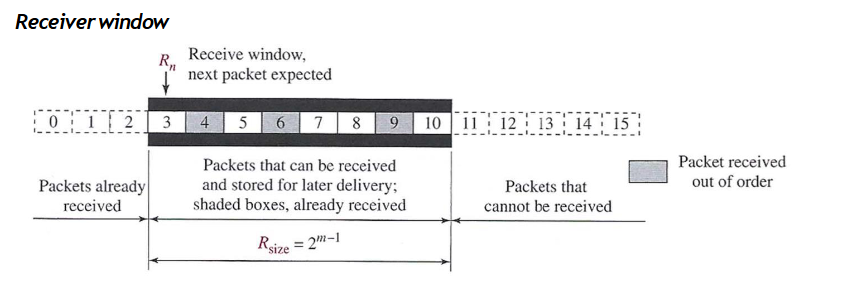 Receiver window
R_n
Receive window,
next packet expected
0 1 2 3 4 5 6 7 8 9 10 11 12 13 14 15
Packets already
received
Packets that can be received
and stored for later delivery;
shaded boxes, already received
Packets that
cannot be received
Packet received
out of order
R_size = 2^{m–1}